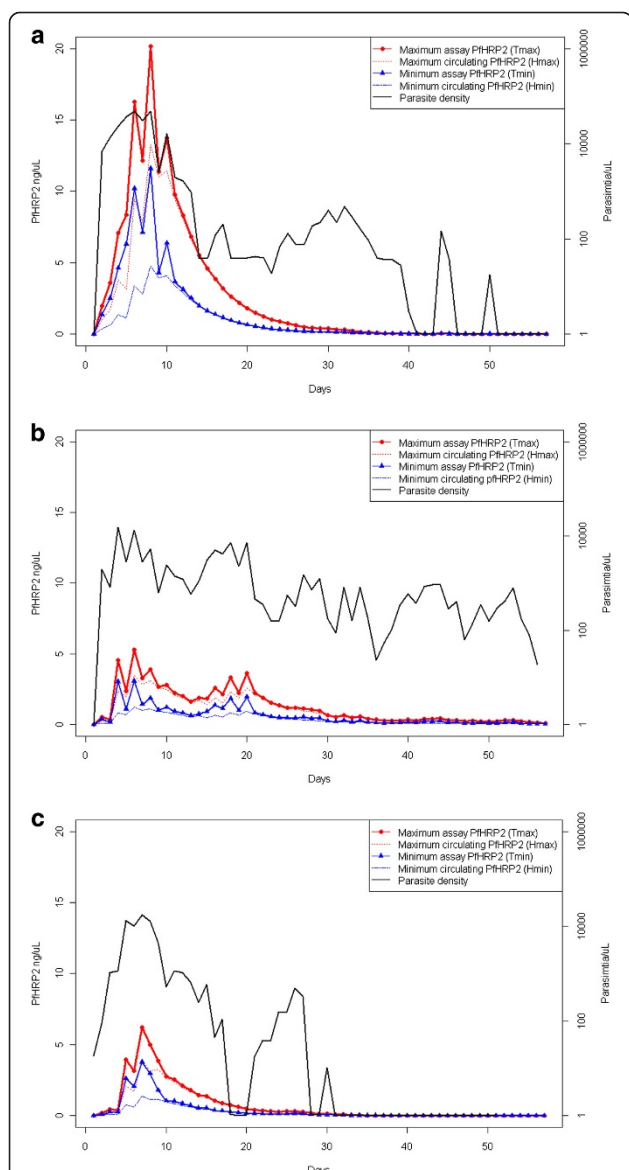 a
Maximum assay PfHRP2 (Tmax)
Maximum circulating PfHRP2 (Hmax)
Minimum assay PfHRP2 (Tmin)
Minimum circulating PfHRP2 (Hmin)
Parasite density
PfHRP2 ng/uL
20
15
10
5
0
1000000
10000
100
1
Parasimtia/uL
0 10 20 30 40 50
Days
b
Maximum assay PfHRP2 (Tmax)
Maximum circulating PfHRP2 (Hmax)
Minimum assay PfHRP2 (Tmin)
Minimum circulating pfHRP2 (Hmin)
Parasite density
PfHRP2 ng/uL
20
15
10
5
0
1000000
10000
100
1
Parasimtia/uL
0 10 20 30 40 50
Days
c
Maximum assay PfHRP2 (Tmax)
Maximum circulating PfHRP2 (Hmax)
Minimum assay PfHRP2 (Tmin)
Minimum circulating PfHRP2 (Hmin)
Parasite density
PfHRP2 ng/uL
20
15
10
5
0
1000000
10000
100
1
Parasimtia/uL
0 10 20 30 40 50
Days